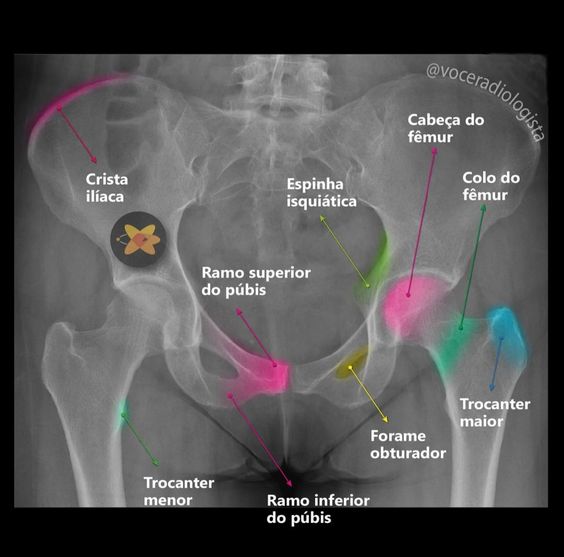 @voceradiologista
Cabeça do
fêmur
Crista
ilíaca
Espinha
isquiática
Colo do
fêmur
Ramo superior
do púbis
Trocanter
maior
Forame
obturador
Trocanter
menor
Ramo inferior
do púbis